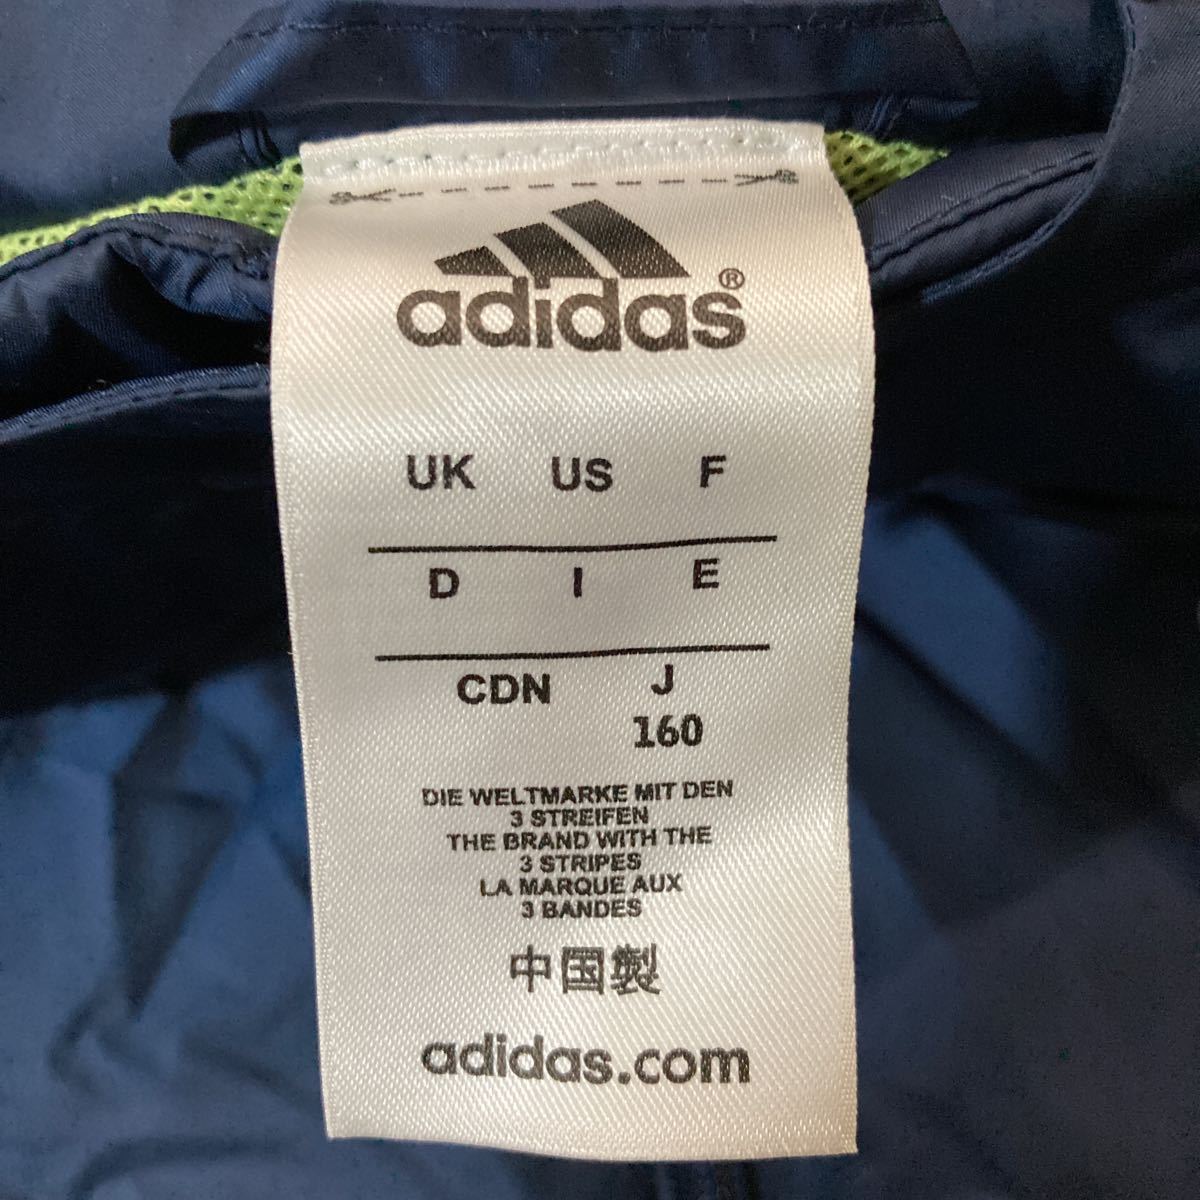 adidas®
UK US F
D I E
CDN J
160
DIE WELTMARKE MIT DEN
3 STREIFEN
THE BRAND WITH THE
3 STRIPES
LA MARQUE AUX
3 BANDES
中国製
adidas.com